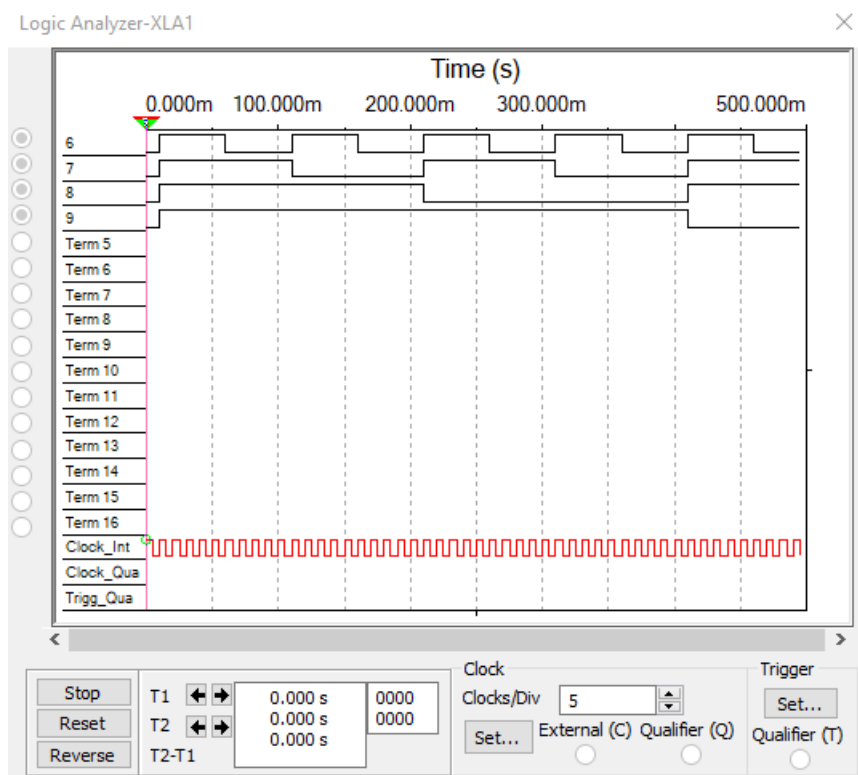 Logic Analyzer-XLA1
Time (s)
0.000m 100.000m 200.000m 300.000m 500.000m
6
7
8
9
Term 5
Term 6
Term 7
Term 8
Term 9
Term 10
Term 11
Term 12
Term 13
Term 14
Term 15
Term 16
Clock_Int
Clock_Qua
Trigg_Qua
Clock Trigger
Stop T1 0.000 s 0000 Clocks/Div 5 Set...
Reset T2 0.000 s 0000 Set... External (C) Qualifier (Q) Qualifier (T)
Reverse T2-T1 0.000 s